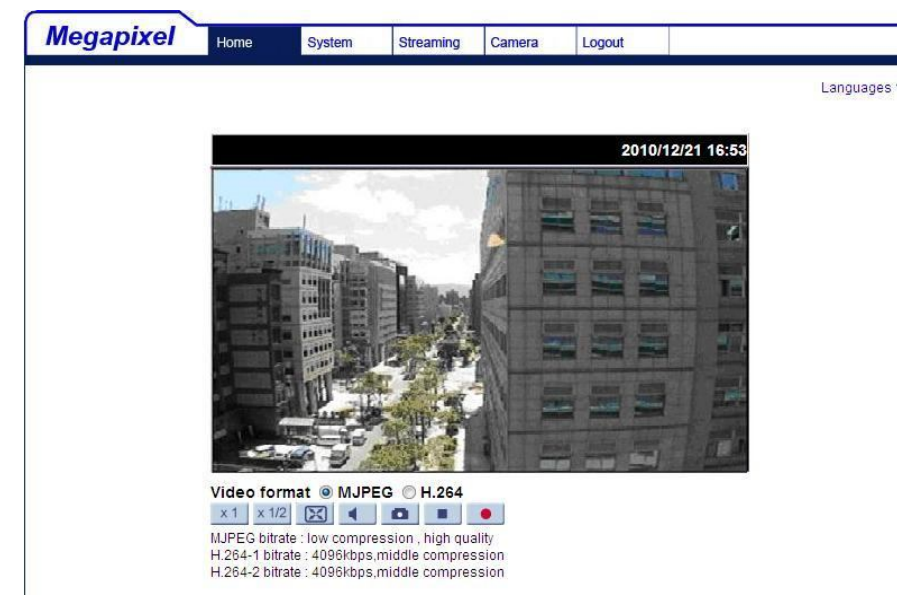 Megapixel
Home System Streaming Camera Logout
Languages
2010/12/21 16:53
Video format MJPEG H.264
x 1 x 1/2
MJPEG bitrate : low compression , high quality
H.264-1 bitrate : 4096kbps,middle compression
H.264-2 bitrate : 4096kbps,middle compression